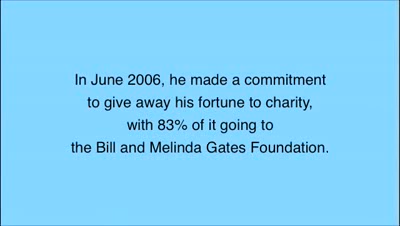 In June 2006, he made a commitment
to give away his fortune to charity,
with 83% of it going to
the Bill and Melinda Gates Foundation.